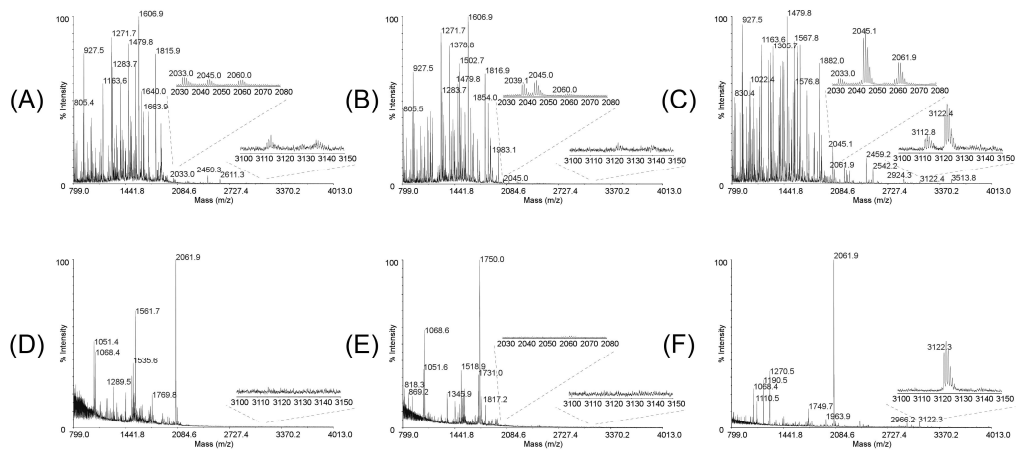 (A)
100
% Intensity
0
1606.9
1271.7
1479.8
927.5
1283.7
1815.9
1163.6
1640.0
1663.9
805.4
2033.0 2045.0 2060.0
2030 2040 2050 2060 2070 2080
3100 3110 3120 3130 3140 3150
2033.0
2611.3
799.0 1441.8 2084.6 2727.4 3370.2 4013.0
Mass (m/z)
(B)
100
% Intensity
0
1606.9
1271.7
1502.7
927.5
1479.8
1816.9
1283.7
1854.0
805.5
1983.1
2039.1 2045.0
2060.0
2030 2040 2050 2060 2070 2080
3100 3110 3120 3130 3140 3150
2045.0
799.0 1441.8 2084.6 2727.4 3370.2 4013.0
Mass (m/z)
(C)
100
% Intensity
0
1479.8
927.5
1163.6
1567.8
1022.4
1576.8
830.4
1882.0
2045.1
2033.0
2061.9
2030 2040 2050 2060 2070 2080
3122.4
3112.8
3100 3110 3120 3130 3140 3150
2045.1
2061.9
2459.2
2542.2
2924.3
3122.4
3513.8
799.0 1441.8 2084.6 2727.4 3370.2 4013.0
Mass (m/z)
(D)
100
% Intensity
0
2061.9
1561.7
1051.4
1068.4
1535.6
1289.5
1769.8
3100 3110 3120 3130 3140 3150
799.0 1441.8 2084.6 2727.4 3370.2 4013.0
Mass (m/z)
(E)
100
% Intensity
0
1750.0
1068.6
1051.6
1518.9
1731.0
818.3
869.2
1345.9
1817.2
2030 2040 2050 2060 2070 2080
3100 3110 3120 3130 3140 3150
799.0 1441.8 2084.6 2727.4 3370.2 4013.0
Mass (m/z)
(F)
100
% Intensity
0
2061.9
1270.5
1190.5
1068.4
1110.5
1749.7
1963.9
3122.3
3100 3110 3120 3130 3140 3150
3122.3
799.0 1441.8 2084.6 2727.4 3370.2 4013.0
Mass (m/z)